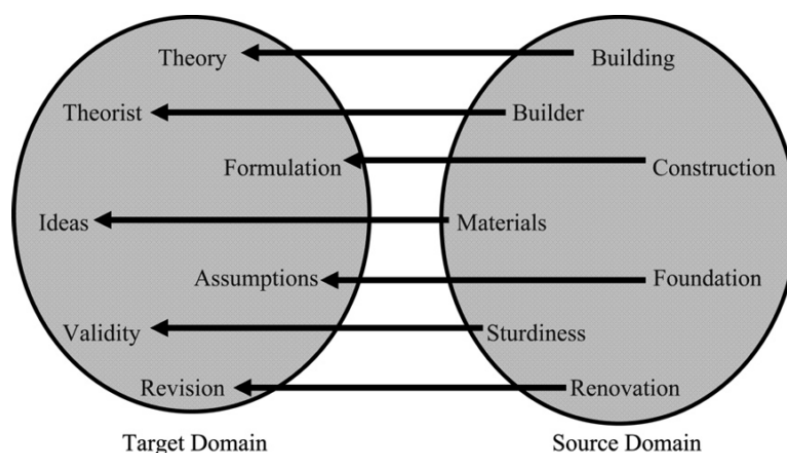 Theory Building
Theorist Builder
Formulation Construction
Ideas Materials
Assumptions Foundation
Validity Sturdiness
Revision Renovation
Target Domain Source Domain